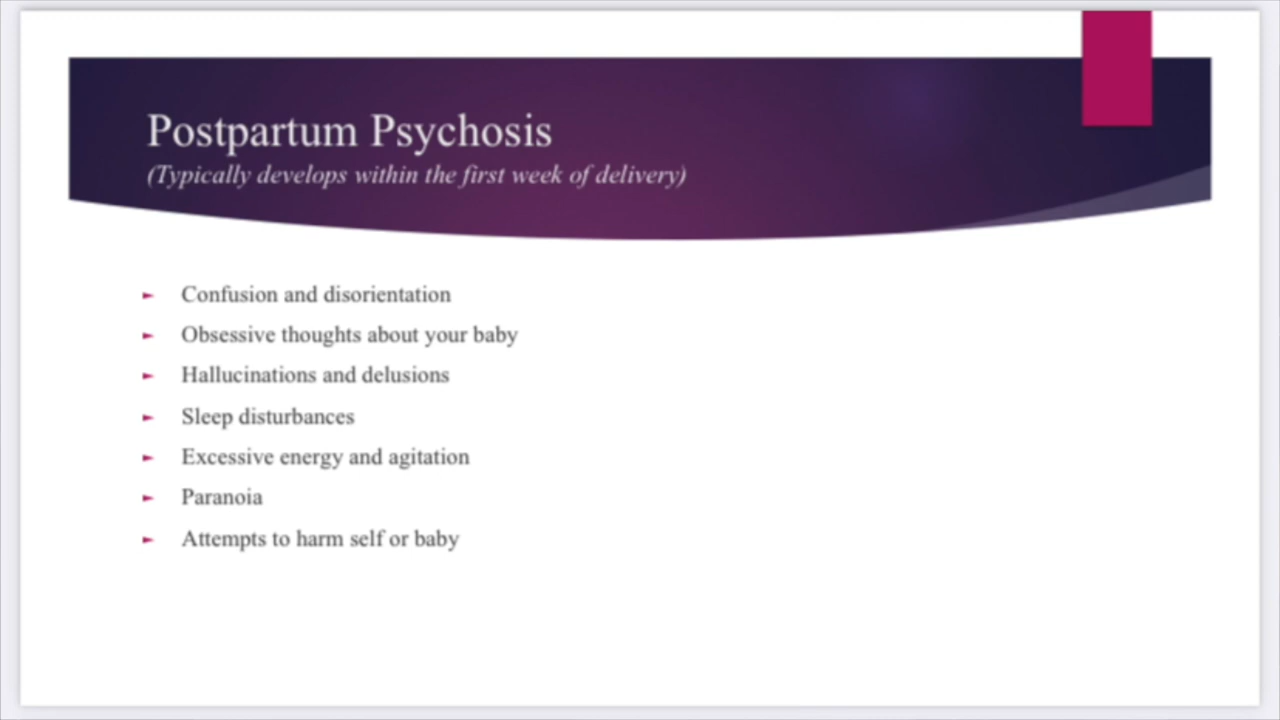 Postpartum Psychosis
(Typically develops within the first week of delivery)
Confusion and disorientation
Obsessive thoughts about your baby
Hallucinations and delusions
Sleep disturbances
Excessive energy and agitation
Paranoia
Attempts to harm self or baby